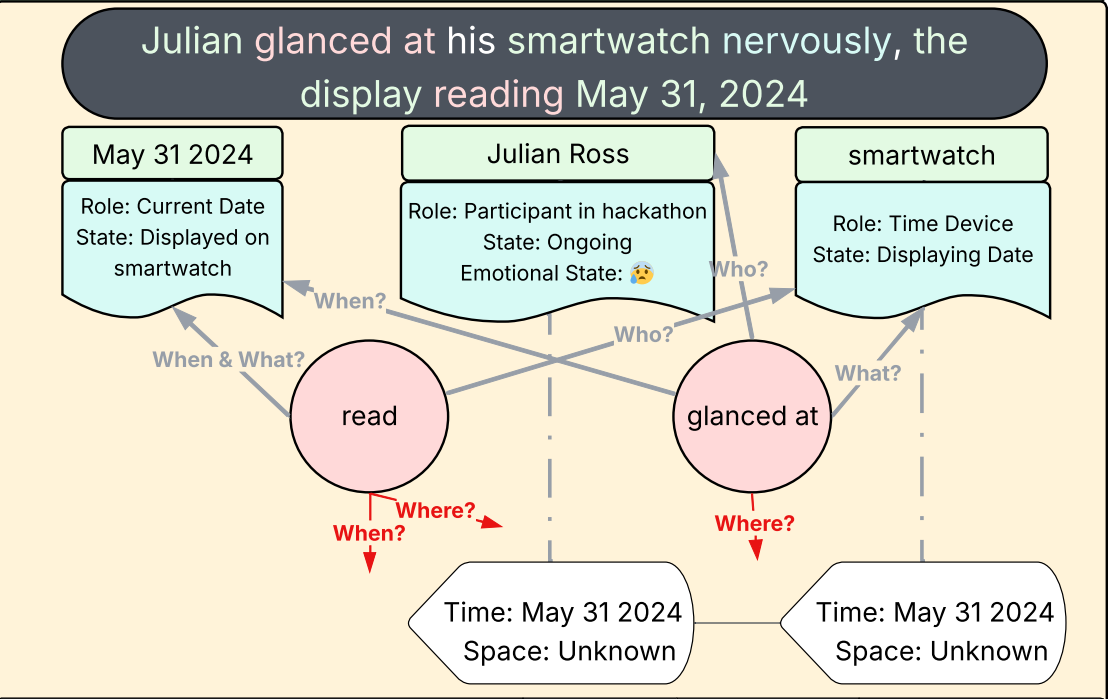 Julian glanced at his smartwatch nervously, the
display reading May 31, 2024
May 31 2024
Role: Current Date
State: Displayed on
smartwatch
Julian Ross
Role: Participant in hackathon
State: Ongoing
Emotional State: 😰
smartwatch
Role: Time Device
State: Displaying Date
Who?
When?
Who?
When & What?
What?
read
glanced at
Where?
When?
Where?
Time: May 31 2024
Space: Unknown
Time: May 31 2024
Space: Unknown